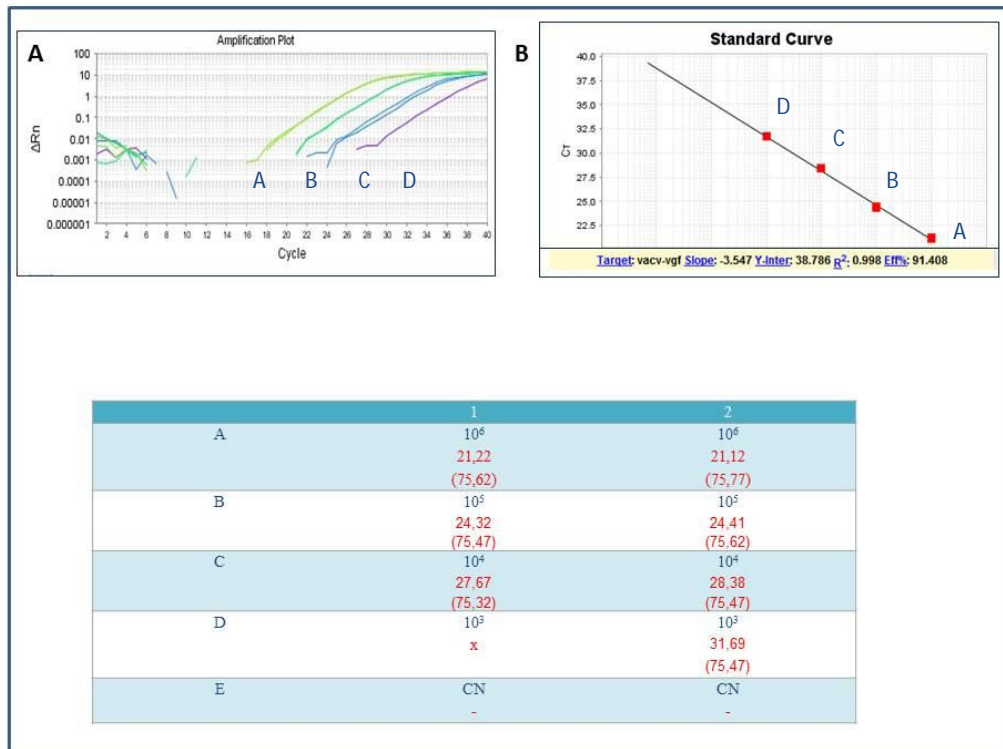 A
Amplification Plot
100
10
1
0.1
0.01
0.001
0.0001
0.00001
0.000001
ΔRn
A B C D
2 4 6 8 10 12 14 16 18 20 22 24 26 28 30 32 34 36 38 40
Cycle
B
Standard Curve
40.0
37.5
35.0
32.5
30.0
27.5
25.0
22.5
CT
D
C
B
A
Target: vacv-vgf Slope: -3.547 Y-Inter: 38.786 R²: 0.998 Eff%: 91.408
1 2
A 10⁶ 10⁶
21,22 21,12
(75,62) (75,77)
B 10⁵ 10⁵
24,32 24,41
(75,47) (75,62)
C 10⁴ 10⁴
27,67 28,38
(75,32) (75,47)
D 10³ 10³
x 31,69
(75,47)
E CN CN
- -